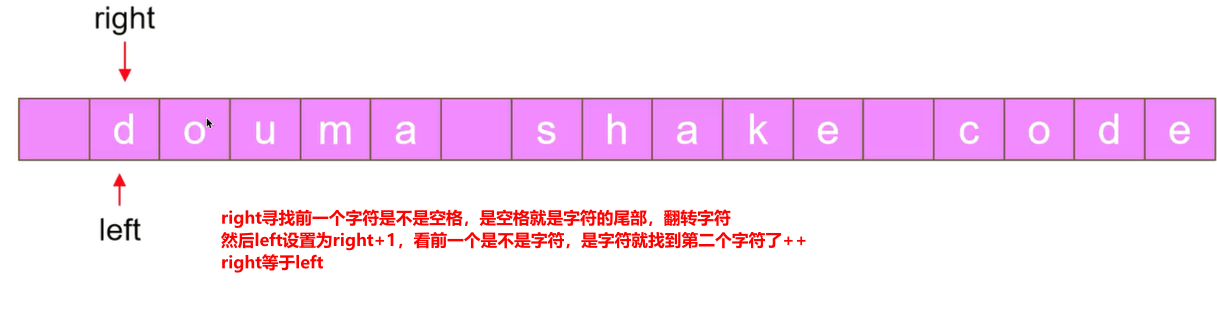 right
d o u m a s h a k e c o d e
left
right寻找前一个字符是不是空格，是空格就是字符的尾部，翻转字符
然后left设置为right+1，看前一个是不是字符，是字符就找到第二个字符了++
right等于left